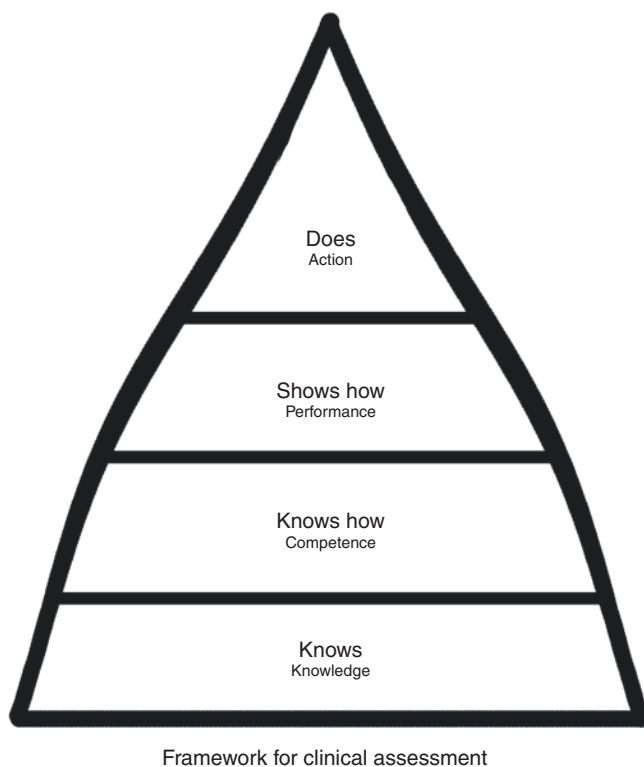 Does
Action
Shows how
Performance
Knows how
Competence
Knows
Knowledge
Framework for clinical assessment